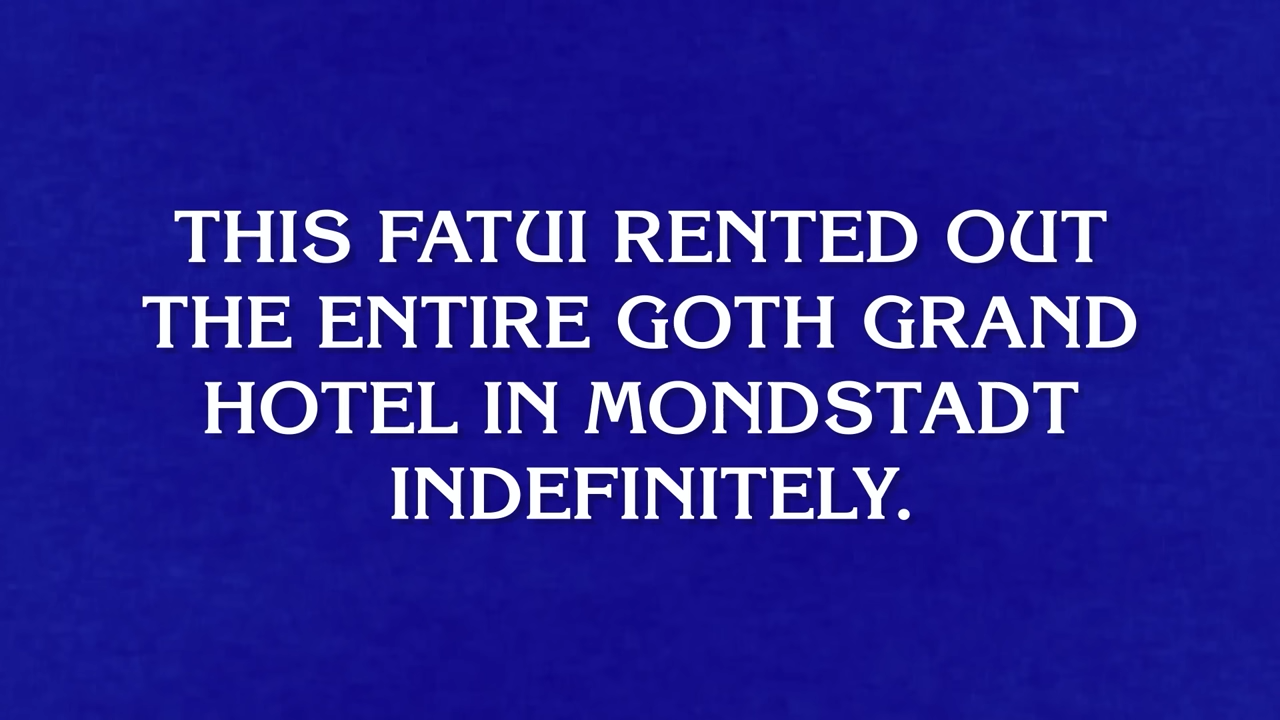 THIS FATUI RENTED OUT
THE ENTIRE GOTH GRAND
HOTEL IN MONDSTADT
INDEFINITELY.